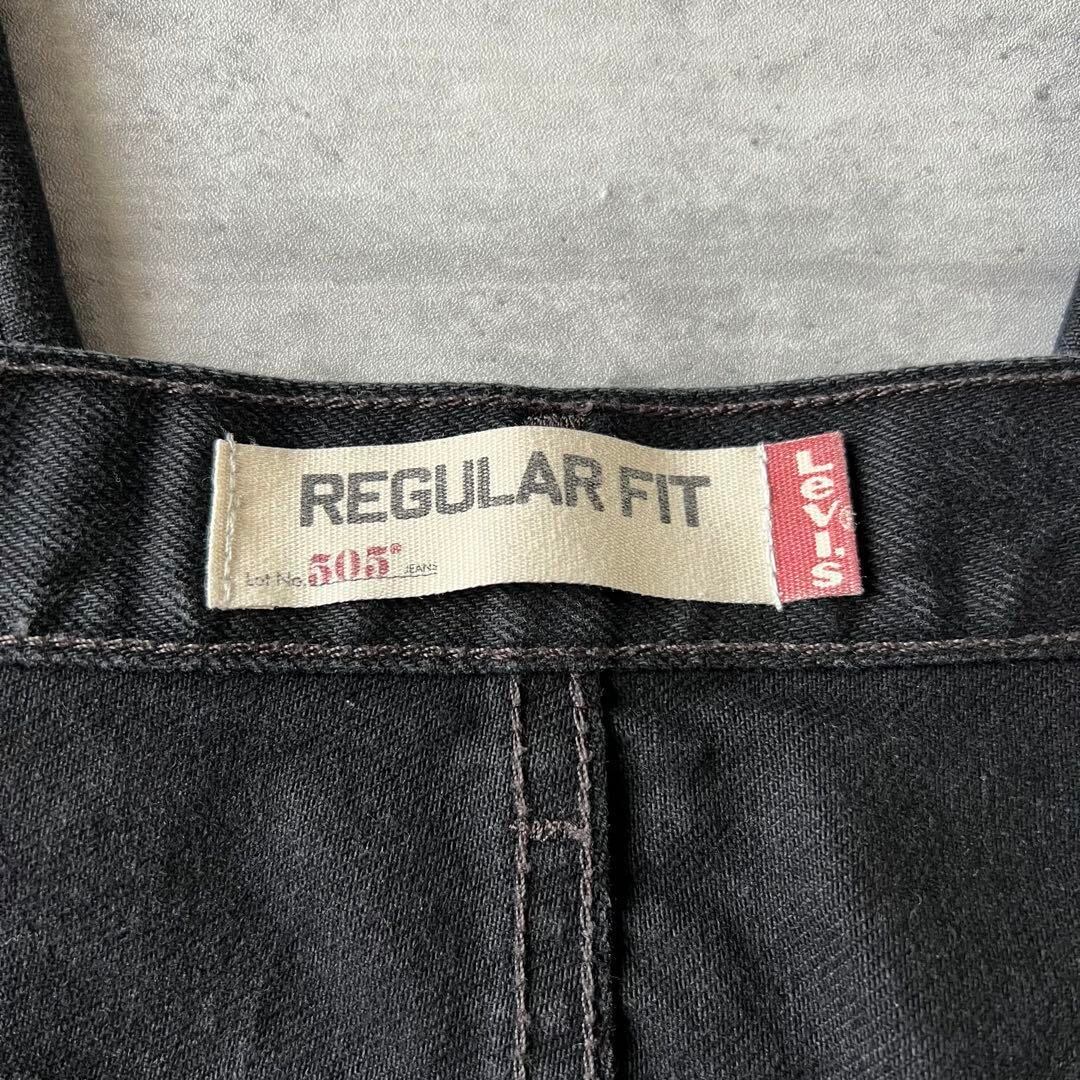 REGULAR FIT
Lot No. 505® JEANS
Levi's®